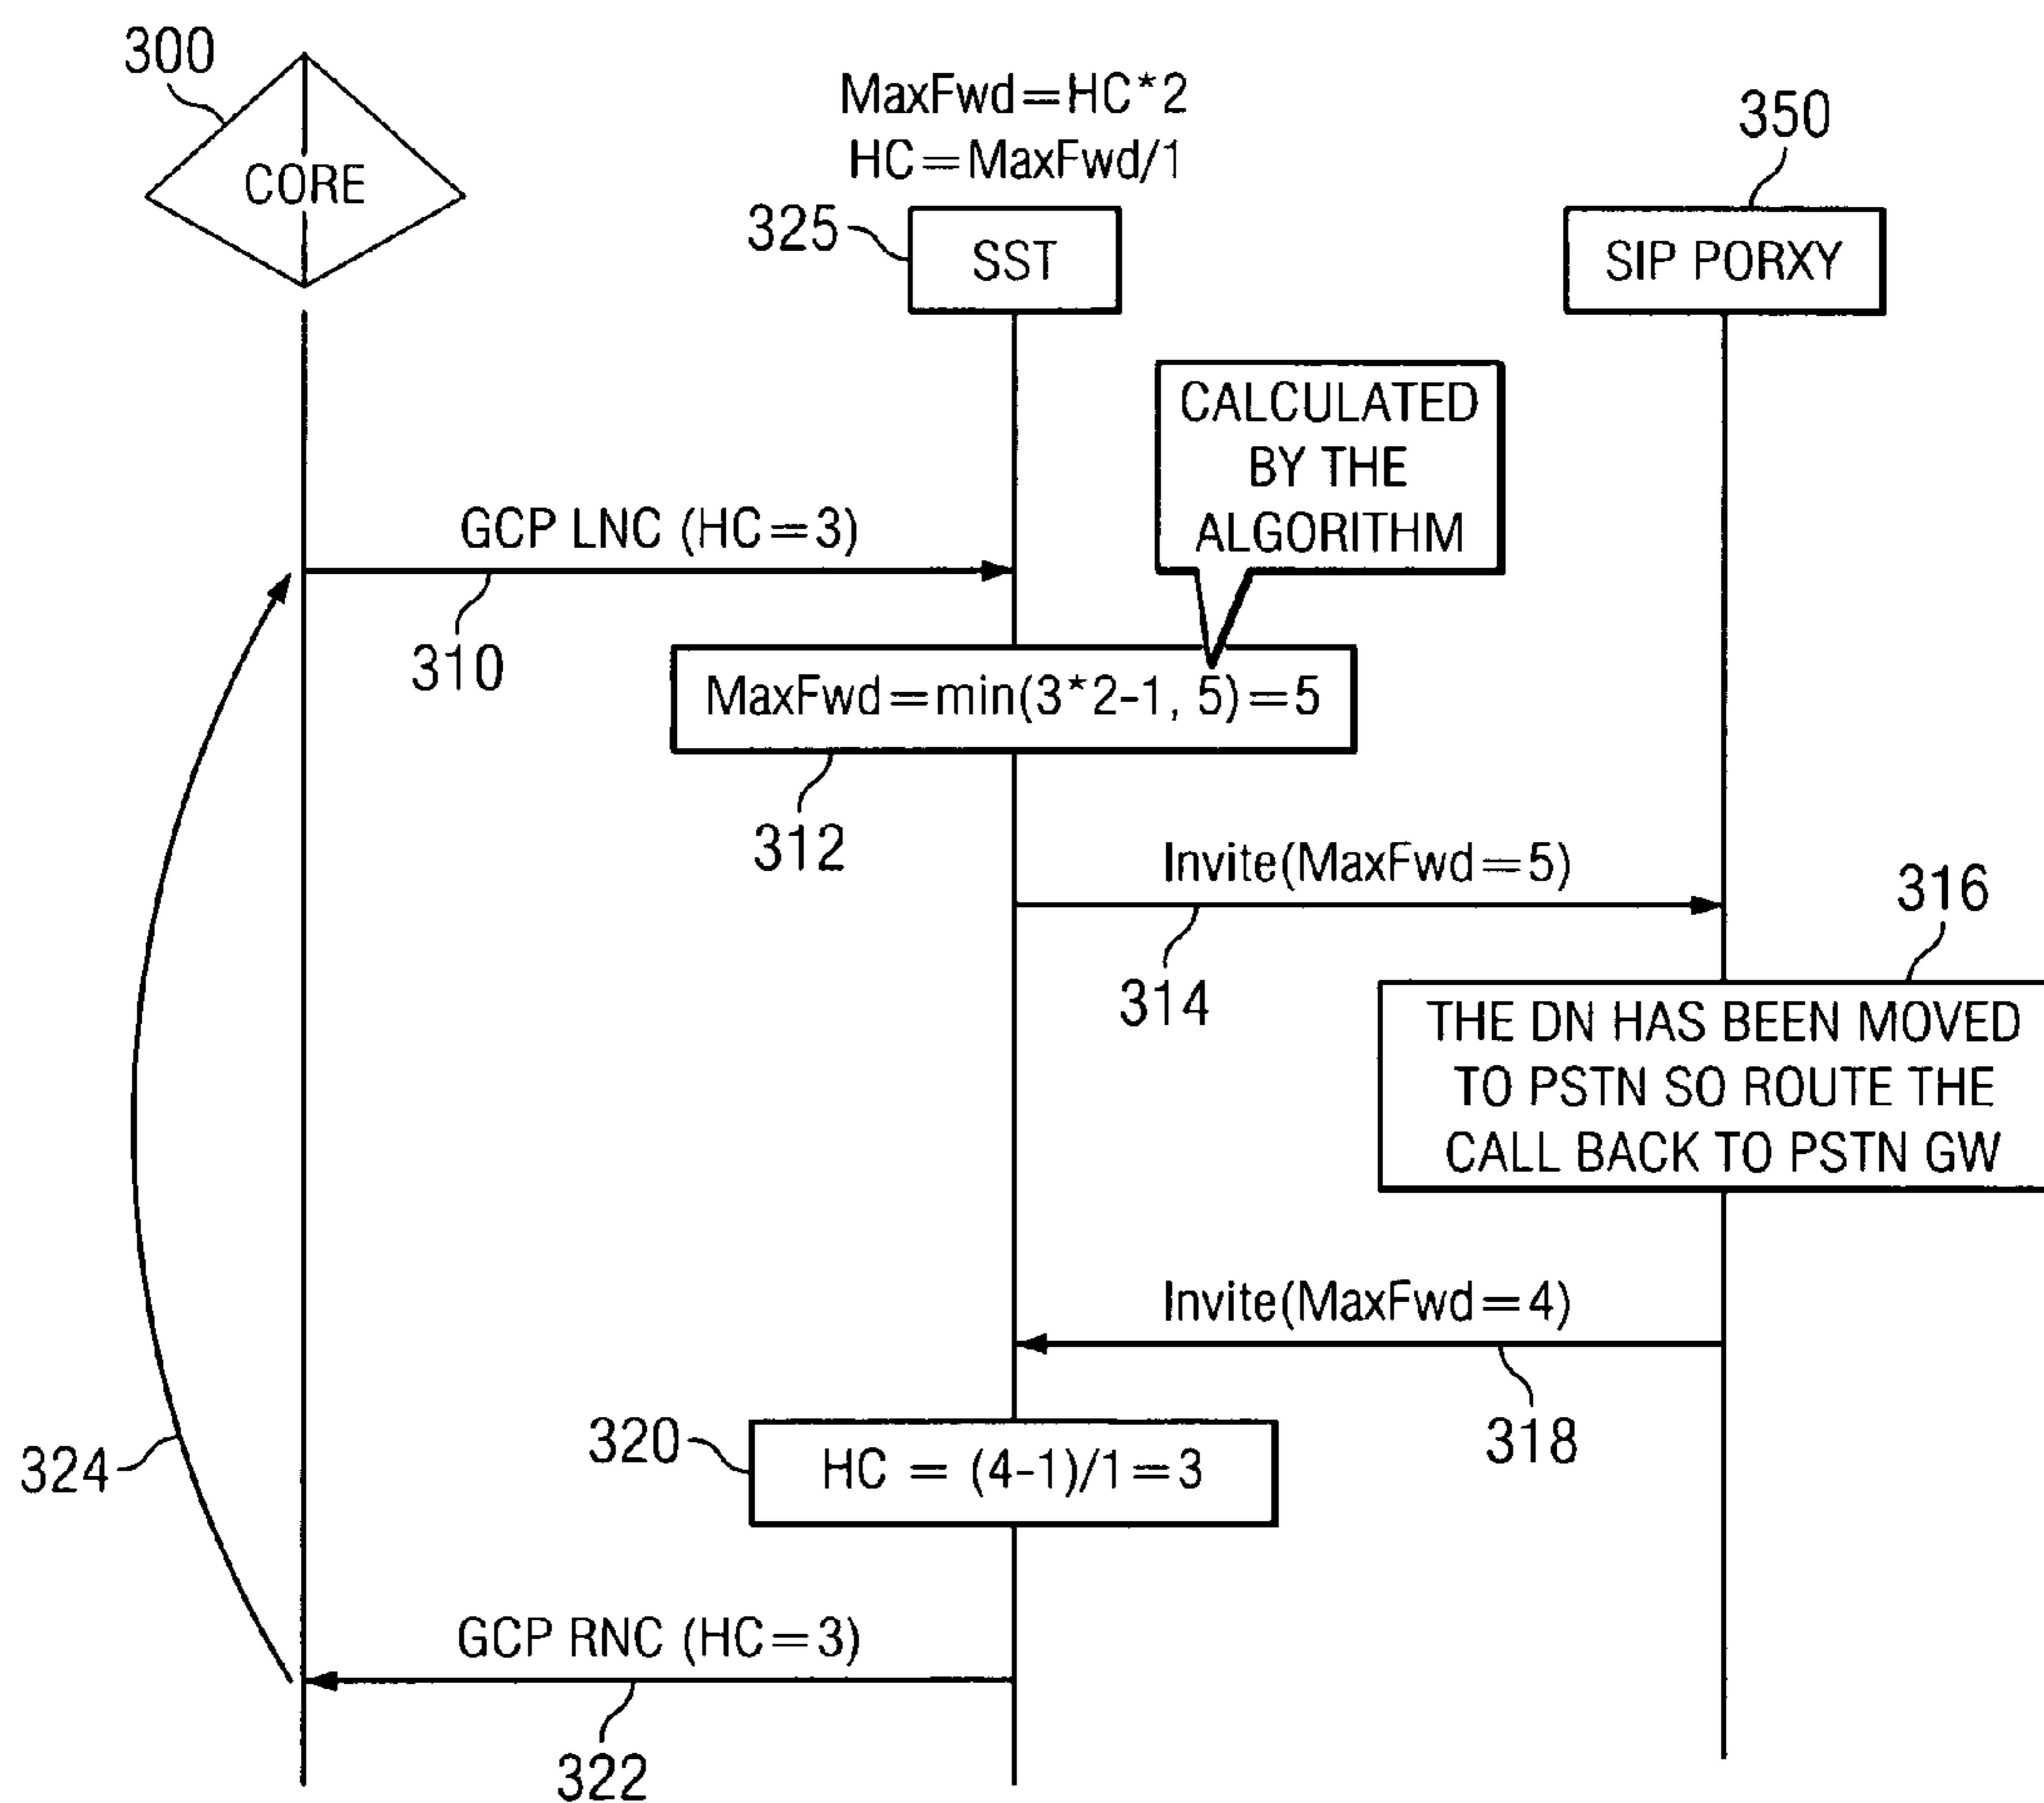 300
CORE
MaxFwd=HC*2
HC=MaxFwd/1
325
SST
350
SIP PORXY
CALCULATED
BY THE
ALGORITHM
GCP LNC (HC=3)
310
MaxFwd=min(3*2-1, 5)=5
312
Invite(MaxFwd=5)
314
316
THE DN HAS BEEN MOVED
TO PSTN SO ROUTE THE
CALL BACK TO PSTN GW
Invite(MaxFwd=4)
318
320
HC = (4-1)/1=3
324
GCP RNC (HC=3)
322